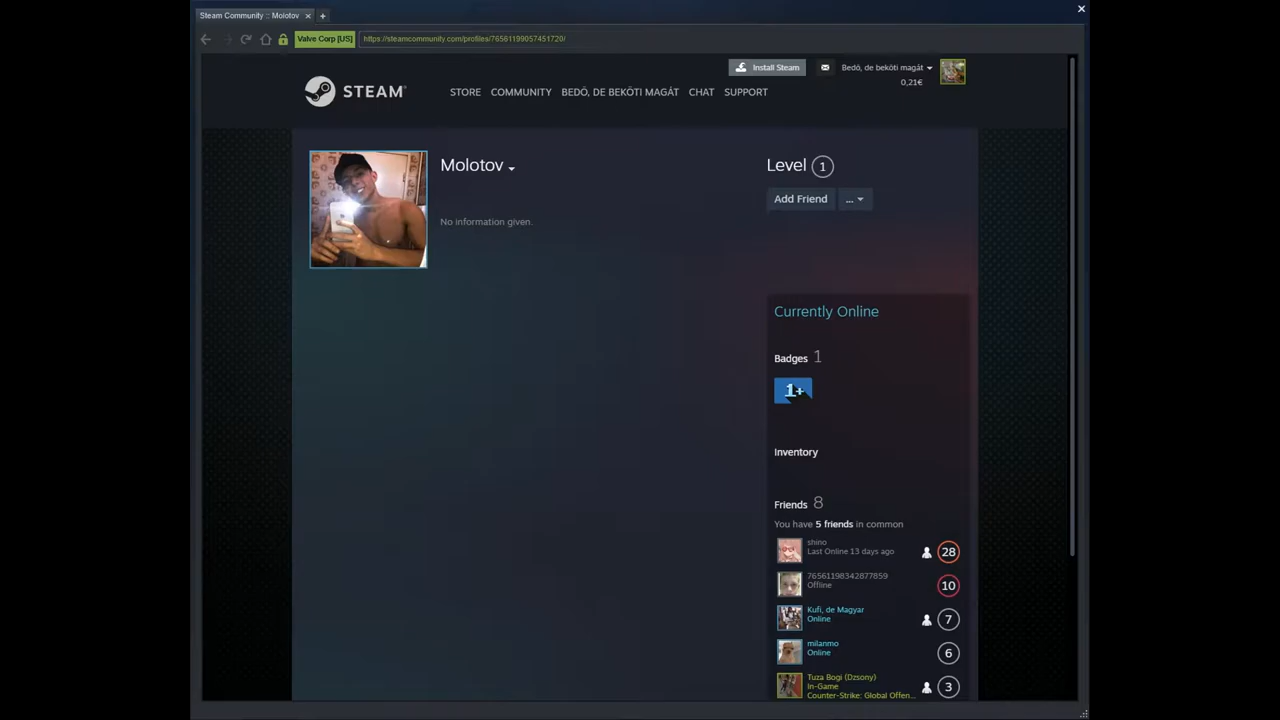 Steam Community :: Molotov
Valve Corp [US]
https://steamcommunity.com/profiles/76561199057451720/
Install Steam
Bedő, de bekőti magát
0,21€
STEAM
STORE COMMUNITY BEDŐ, DE BEKŐTI MAGÁT CHAT SUPPORT
Molotov
No information given.
Level 1
Add Friend ...
Currently Online
Badges 1
1+
Inventory
Friends 8
You have 5 friends in common
shino
Last Online 13 days ago
28
76561198342877859
Offline
10
Kufi, de Magyar
Online
7
milanmo
Online
6
Tuza Bogi (Dzsony)
In-Game
Counter-Strike: Global Offen...
3